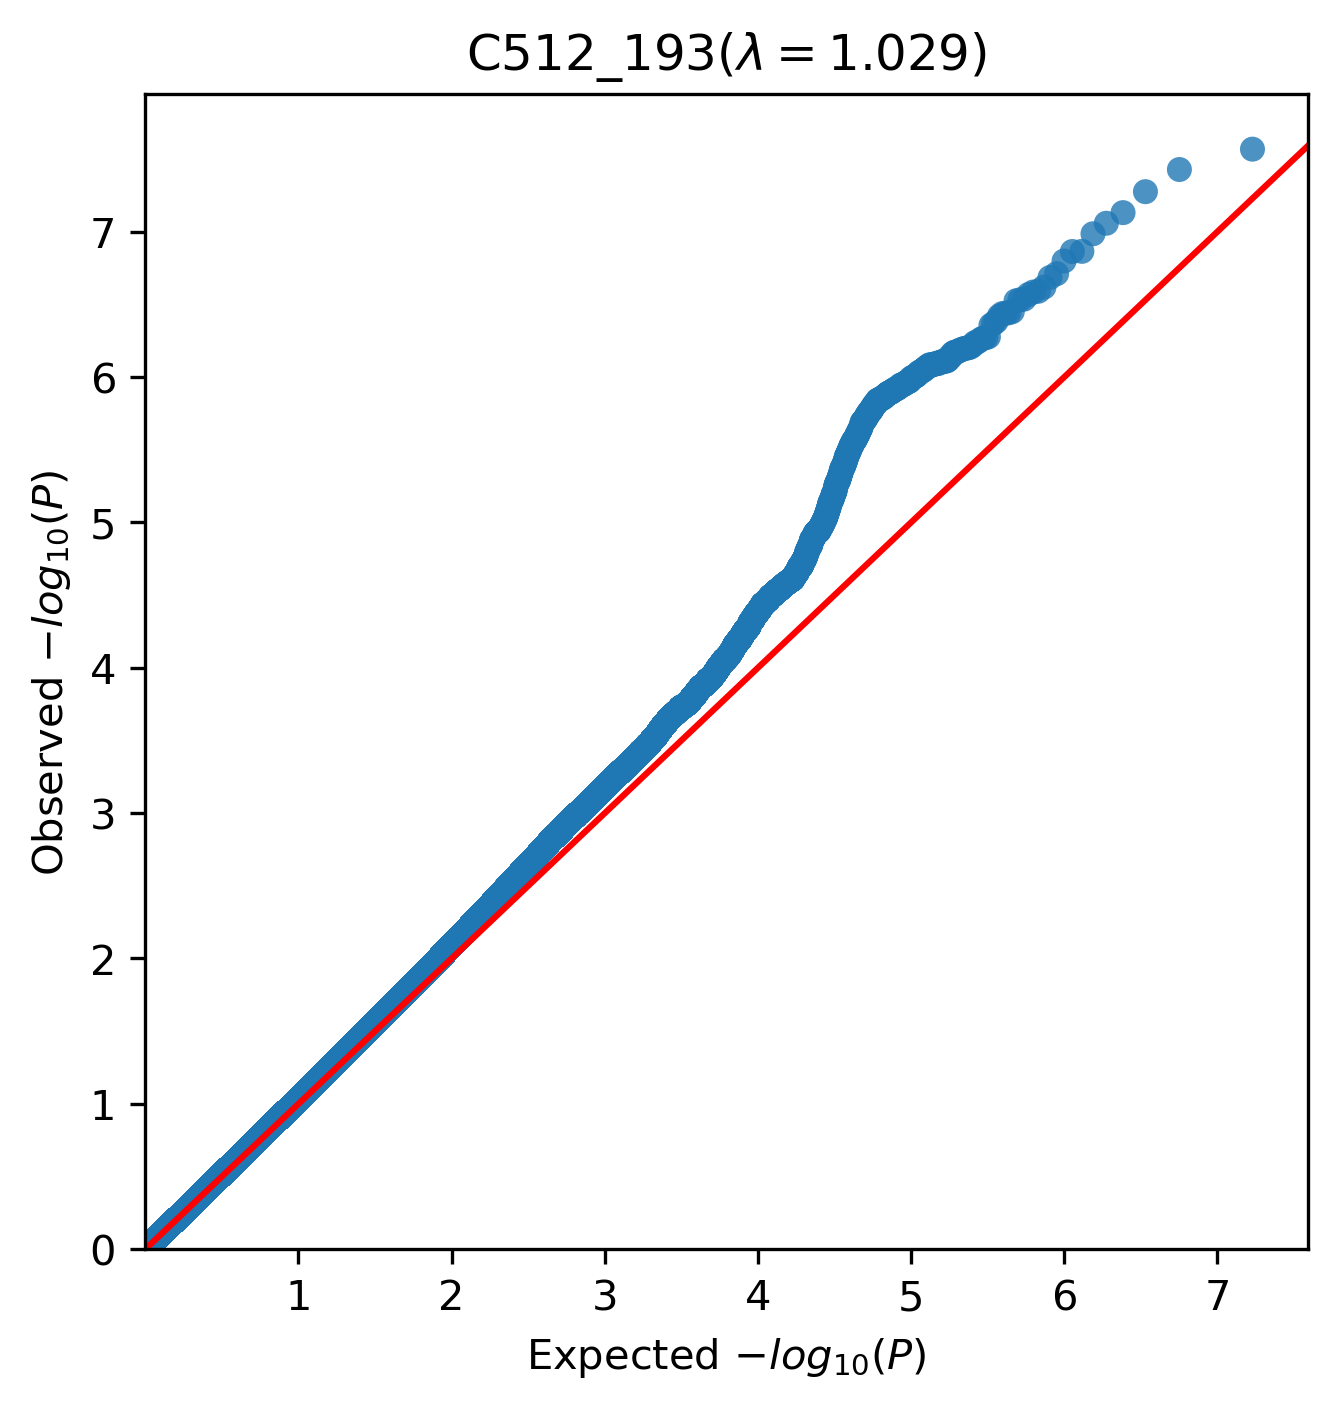 C512_193(λ = 1.029)
Observed −log₁₀(P)
7
6
5
4
3
2
1
0
1 2 3 4 5 6 7
Expected −log₁₀(P)